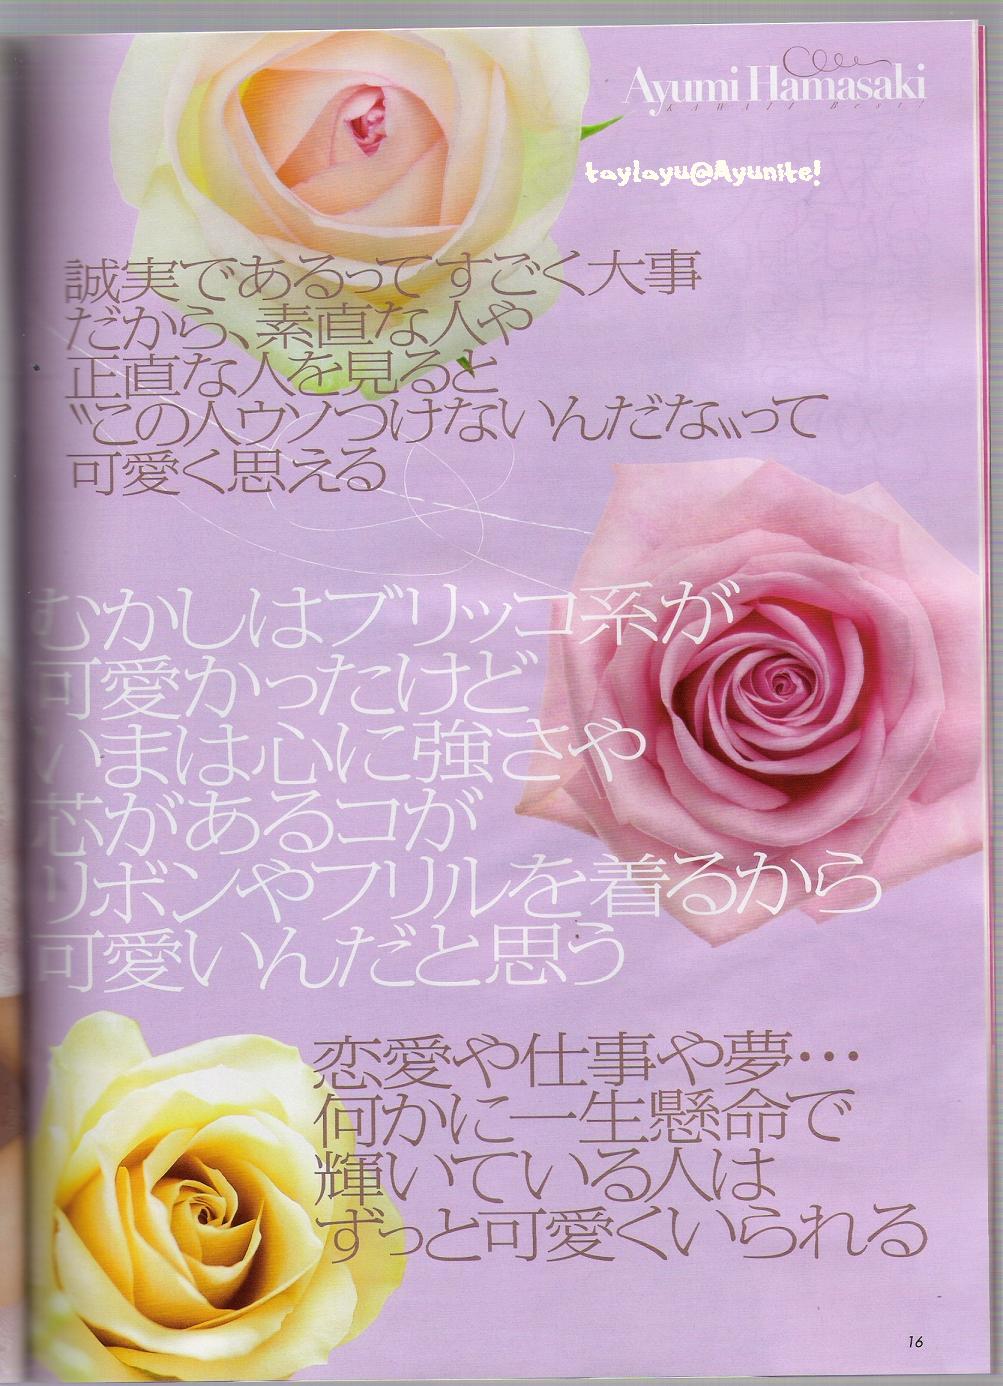 Ayumi Hamasaki
KAWAII Best!
taylayu@Ayunite!
誠実であるってすごく大事
だから、素直な人や
正直な人を見ると
〝この人ウソつけないんだな〟って
可愛く思える
むかしはブリッコ系が
可愛かったけど
いまは心に強さや
芯があるコが
リボンやフリルを着るから
可愛いんだと思う
恋愛や仕事や夢…
何かに一生懸命で
輝いている人は
ずっと可愛くいられる
16